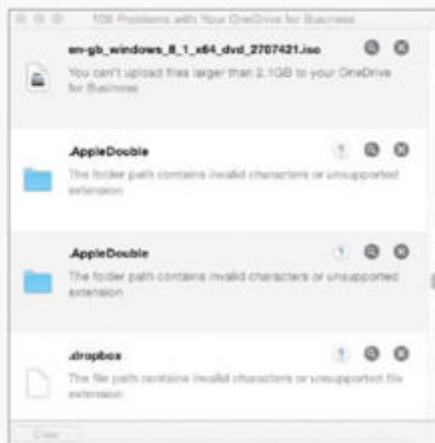 108 Problems with Your OneDrive for Business
en-gb_windows_8_1_x64_dvd_2707421.iso
You can't upload files larger than 2.1GB to your OneDrive
for Business
.AppleDouble
The folder path contains invalid characters or unsupported
extension
.AppleDouble
The folder path contains invalid characters or unsupported
extension
.dropbox
The file path contains invalid characters or unsupported file
extension
Clear